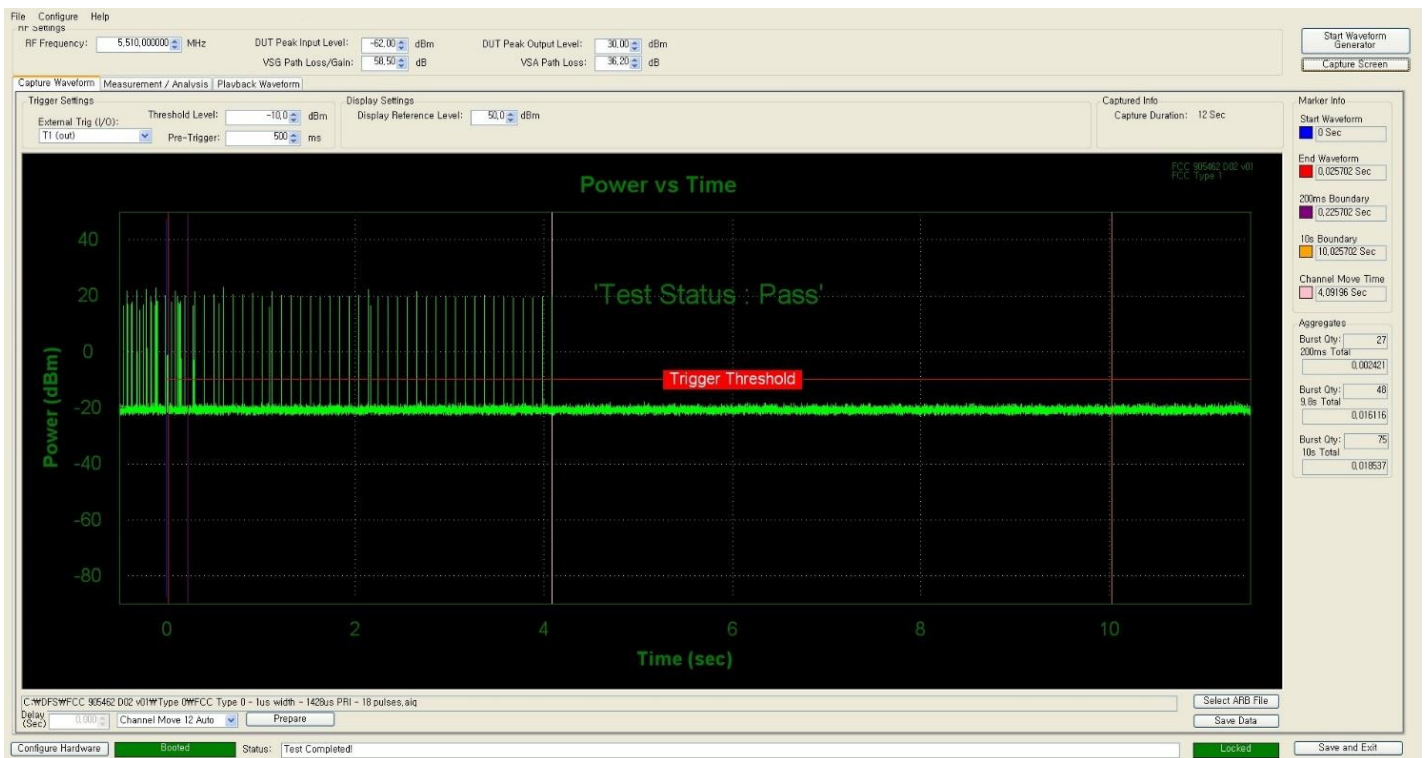 File Configure Help
RF Settings
RF Frequency: 5,510,000000 MHz DUT Peak Input Level: -62,00 dBm DUT Peak Output Level: 30,00 dBm
VSG Path Loss/Gain: 58,50 dB VSA Path Loss: 36,20 dB
Start Waveform Generator
Capture Screen
Capture Waveform Measurement / Analysis Playback Waveform
Trigger Settings
External Trig (I/O): Threshold Level: -10,0 dBm
T1 (out) Pre-Trigger: 500 ms
Display Settings
Display Reference Level: 50,0 dBm
Captured Info
Capture Duration: 12 Sec
Marker Info
Start Waveform
0 Sec
End Waveform
0,025702 Sec
200ms Boundary
0,225702 Sec
10s Boundary
10,025702 Sec
Channel Move Time
4,09196 Sec
Aggregates
Burst Qty: 27
200ms Total
0,002421
Burst Qty: 48
9,8s Total
0,016116
Burst Qty: 75
10s Total
0,018537
FCC 905462 D02 v01
FCC Type 1
Power vs Time
'Test Status : Pass'
Trigger Threshold
Power (dBm)
40
20
0
-20
-40
-60
-80
0 2 4 6 8 10
Time (sec)
C:₩DFS₩FCC 905462 D02 v01₩Type 0₩FCC Type 0 - 1us width - 1428us PRI - 18 pulses,aiq
Select ARB File
Delay (Sec) 0,000 Channel Move 12 Auto Prepare
Save Data
Configure Hardware Booted Status: Test Completed! Locked Save and Exit